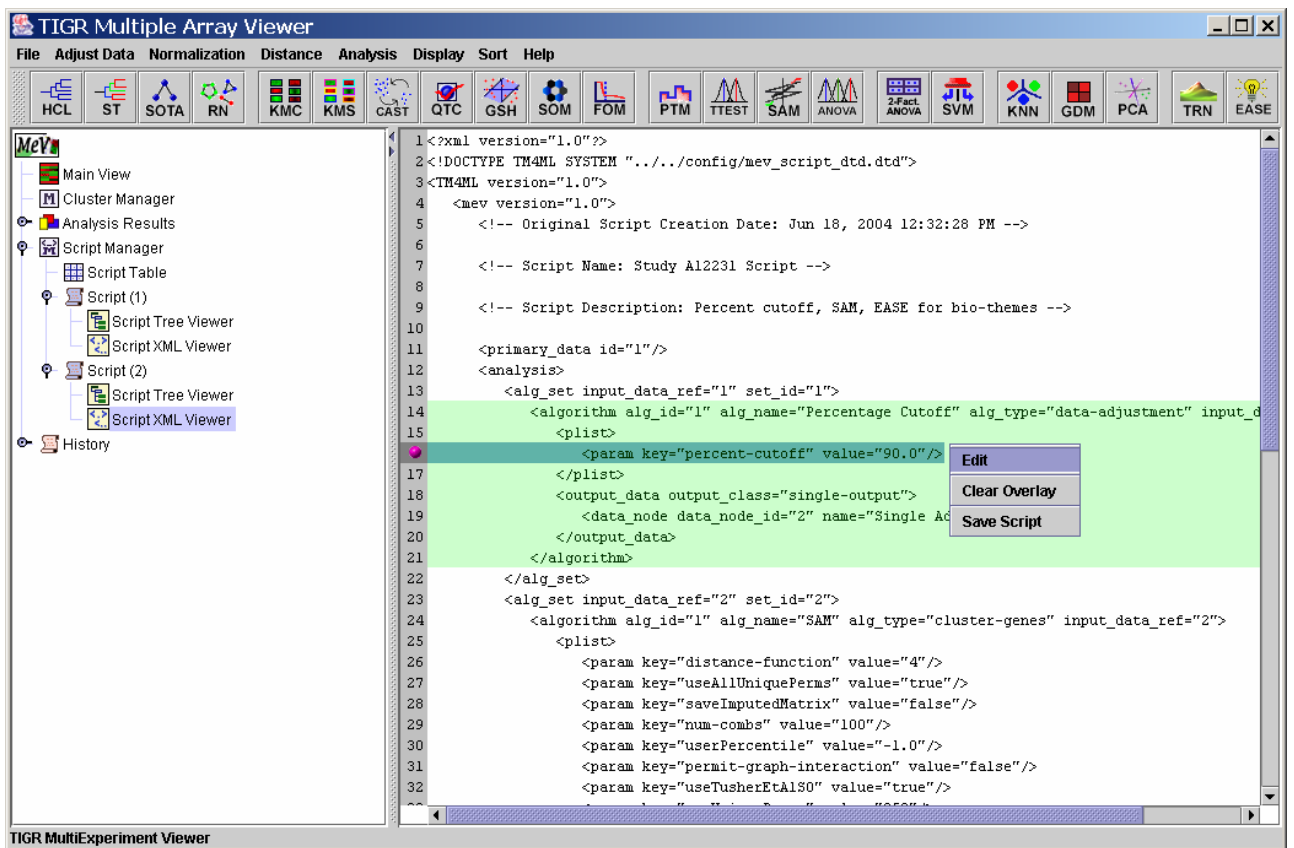 TIGR Multiple Array Viewer
File Adjust Data Normalization Distance Analysis Display Sort Help
HCL ST SOTA RN KMC KMS CAST QTC GSH SOM FOM PTM TTEST SAM ANOVA 2-Fact. ANOVA SVM KNN GDM PCA TRN EASE
MeV
Main View
M Cluster Manager
Analysis Results
Script Manager
Script Table
Script (1)
Script Tree Viewer
Script XML Viewer
Script (2)
Script Tree Viewer
Script XML Viewer
History
1 <?xml version="1.0"?>
2 <!DOCTYPE TM4ML SYSTEM "../../config/mev_script_dtd.dtd">
3 <TM4ML version="1.0">
4 <mev version="1.0">
5 <!-- Original Script Creation Date: Jun 18, 2004 12:32:28 PM -->
6
7 <!-- Script Name: Study A12231 Script -->
8
9 <!-- Script Description: Percent cutoff, SAM, EASE for bio-themes -->
10
11 <primary_data id="1"/>
12 <analysis>
13 <alg_set input_data_ref="1" set_id="1">
14 <algorithm alg_id="1" alg_name="Percentage Cutoff" alg_type="data-adjustment" input_d
15 <plist>
<param key="percent-cutoff" value="90.0"/>
17 </plist>
18 <output_data output_class="single-output">
19 <data_node data_node_id="2" name="Single Ad
20 </output_data>
21 </algorithm>
22 </alg_set>
23 <alg_set input_data_ref="2" set_id="2">
24 <algorithm alg_id="1" alg_name="SAM" alg_type="cluster-genes" input_data_ref="2">
25 <plist>
26 <param key="distance-function" value="4"/>
27 <param key="useAllUniquePerms" value="true"/>
28 <param key="saveImputedMatrix" value="false"/>
29 <param key="num-combs" value="100"/>
30 <param key="userPercentile" value="-1.0"/>
31 <param key="permit-graph-interaction" value="false"/>
32 <param key="useTusherEtAlS0" value="true"/>
Edit
Clear Overlay
Save Script
TIGR MultiExperiment Viewer